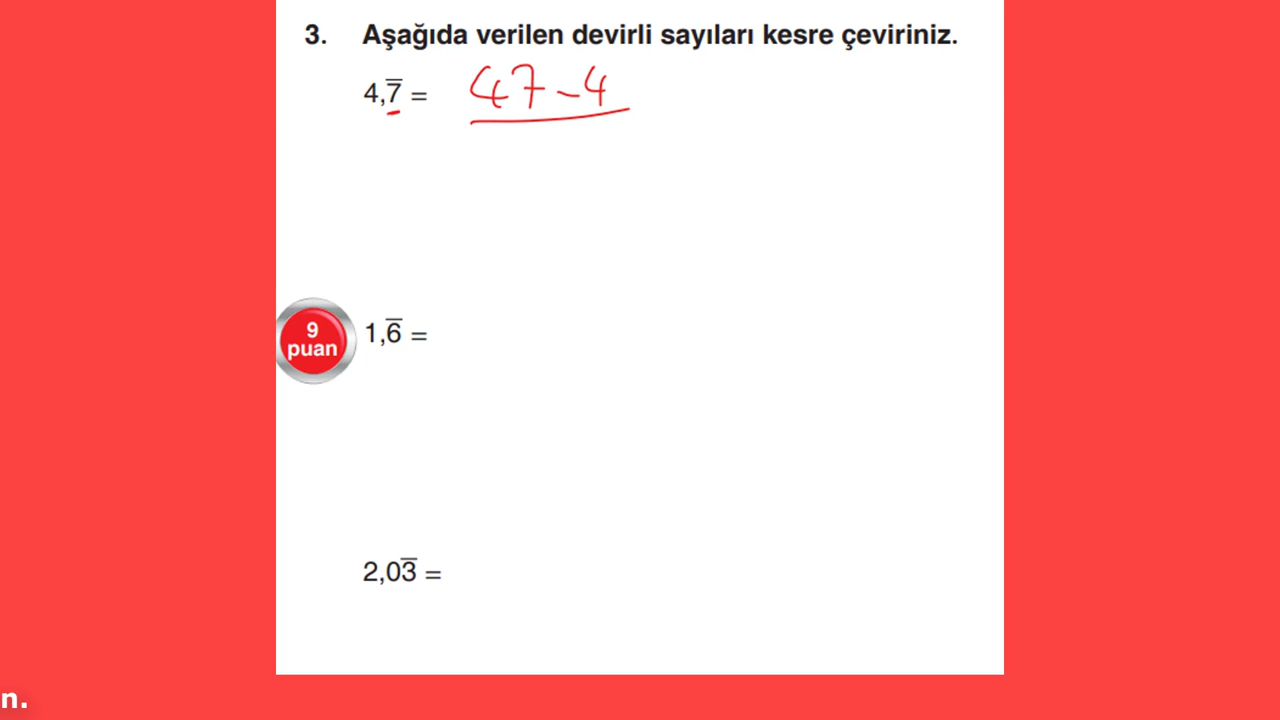 3. Aşağıda verilen devirli sayıları kesre çeviriniz.
4,7̅ = 47-4
9
puan
1,6̅ =
2,03̅ =
n.